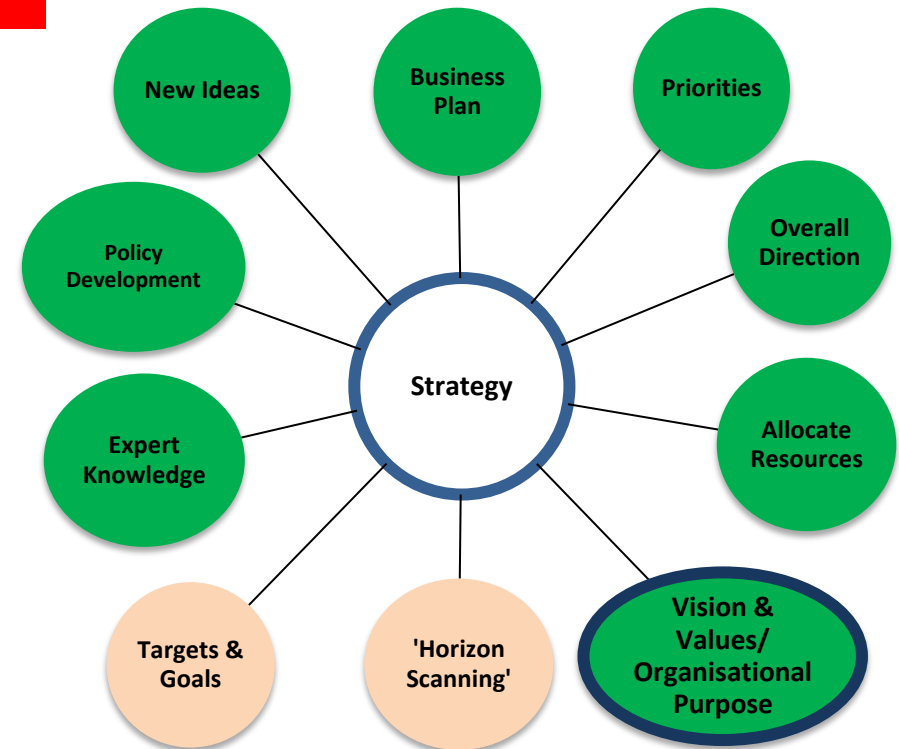 New Ideas
Business
Plan
Priorities
Policy
Development
Overall
Direction
Strategy
Expert
Knowledge
Allocate
Resources
Targets &
Goals
'Horizon
Scanning'
Vision &
Values/
Organisational
Purpose